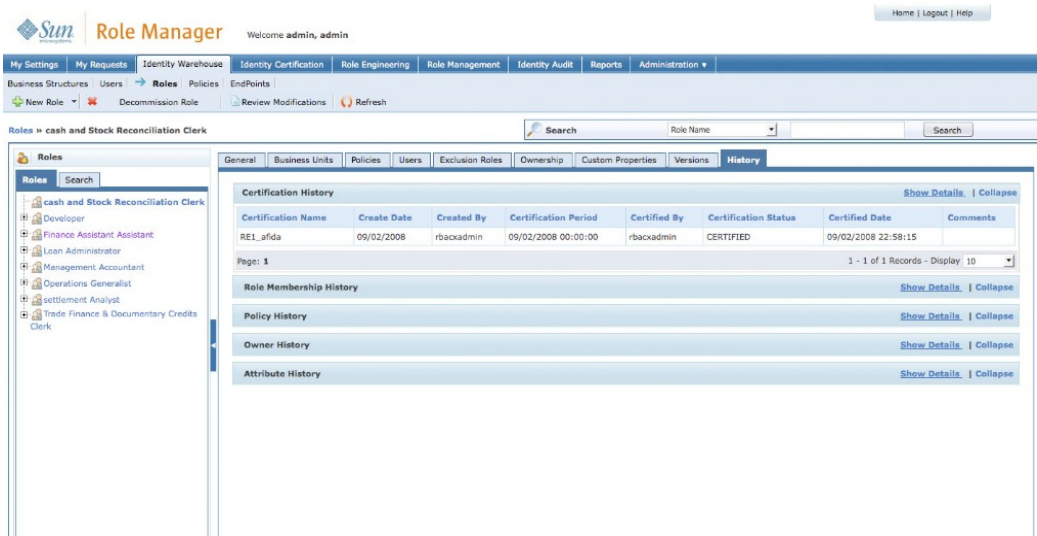 Home | Logout | Help
Sun Role Manager Welcome admin, admin
microsystems
My Settings My Requests Identity Warehouse Identity Certification Role Engineering Role Management Identity Audit Reports Administration ▾
Business Structures Users Roles Policies EndPoints
New Role Decommission Role Review Modifications Refresh
Roles » cash and Stock Reconciliation Clerk
Search Role Name Search
Roles
Roles Search
cash and Stock Reconciliation Clerk
Developer
Finance Assistant Assistant
Loan Administrator
Management Accountant
Operations Generalist
settlement Analyst
Trade Finance & Documentary Credits
Clerk
General Business Units Policies Users Exclusion Roles Ownership Custom Properties Versions History
Certification History Show Details | Collapse
Certification Name Create Date Created By Certification Period Certified By Certification Status Certified Date Comments
RE1_afida 09/02/2008 rbacxadmin 09/02/2008 00:00:00 rbacxadmin CERTIFIED 09/02/2008 22:58:15
Page: 1 1 - 1 of 1 Records - Display 10
Role Membership History Show Details | Collapse
Policy History Show Details | Collapse
Owner History Show Details | Collapse
Attribute History Show Details | Collapse